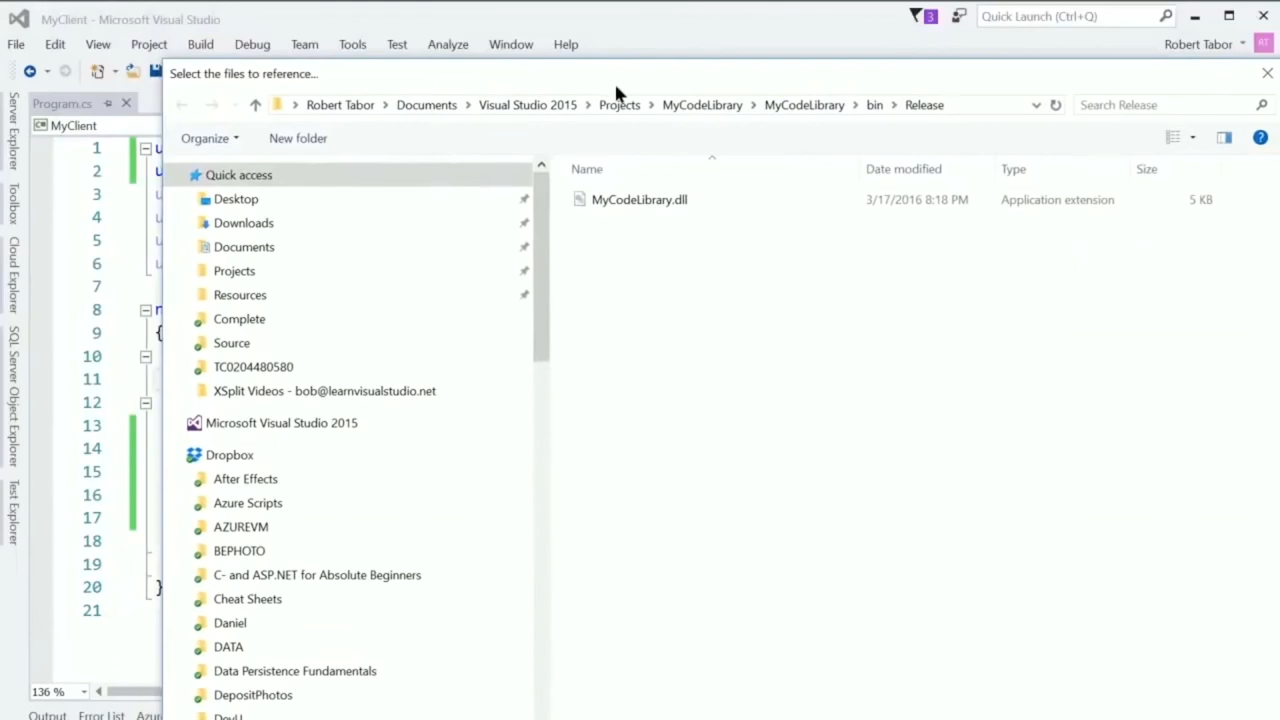 MyClient - Microsoft Visual Studio
3
Quick Launch (Ctrl+Q)
File Edit View Project Build Debug Team Tools Test Analyze Window Help
Robert Tabor RT
Select the files to reference...
Robert Tabor > Documents > Visual Studio 2015 > Projects > MyCodeLibrary > MyCodeLibrary > bin > Release
Search Release
Organize
New folder
Server Explorer
Toolbox
Cloud Explorer
SQL Server Object Explorer
Test Explorer
Program.cs
MyClient
1 u
2 u
3 u
4 u
5 u
6 u
7
8 n
9 {
10
11
12
13
14
15
16
17
18
19
20 }
21
136 %
Output Error List Azur
Quick access
Desktop
Downloads
Documents
Projects
Resources
Complete
Source
TC0204480580
XSplit Videos - bob@learnvisualstudio.net
Microsoft Visual Studio 2015
Dropbox
After Effects
Azure Scripts
AZUREVM
BEPHOTO
C- and ASP.NET for Absolute Beginners
Cheat Sheets
Daniel
DATA
Data Persistence Fundamentals
DepositPhotos
DevU
Name Date modified Type Size
MyCodeLibrary.dll 3/17/2016 8:18 PM Application extension 5 KB